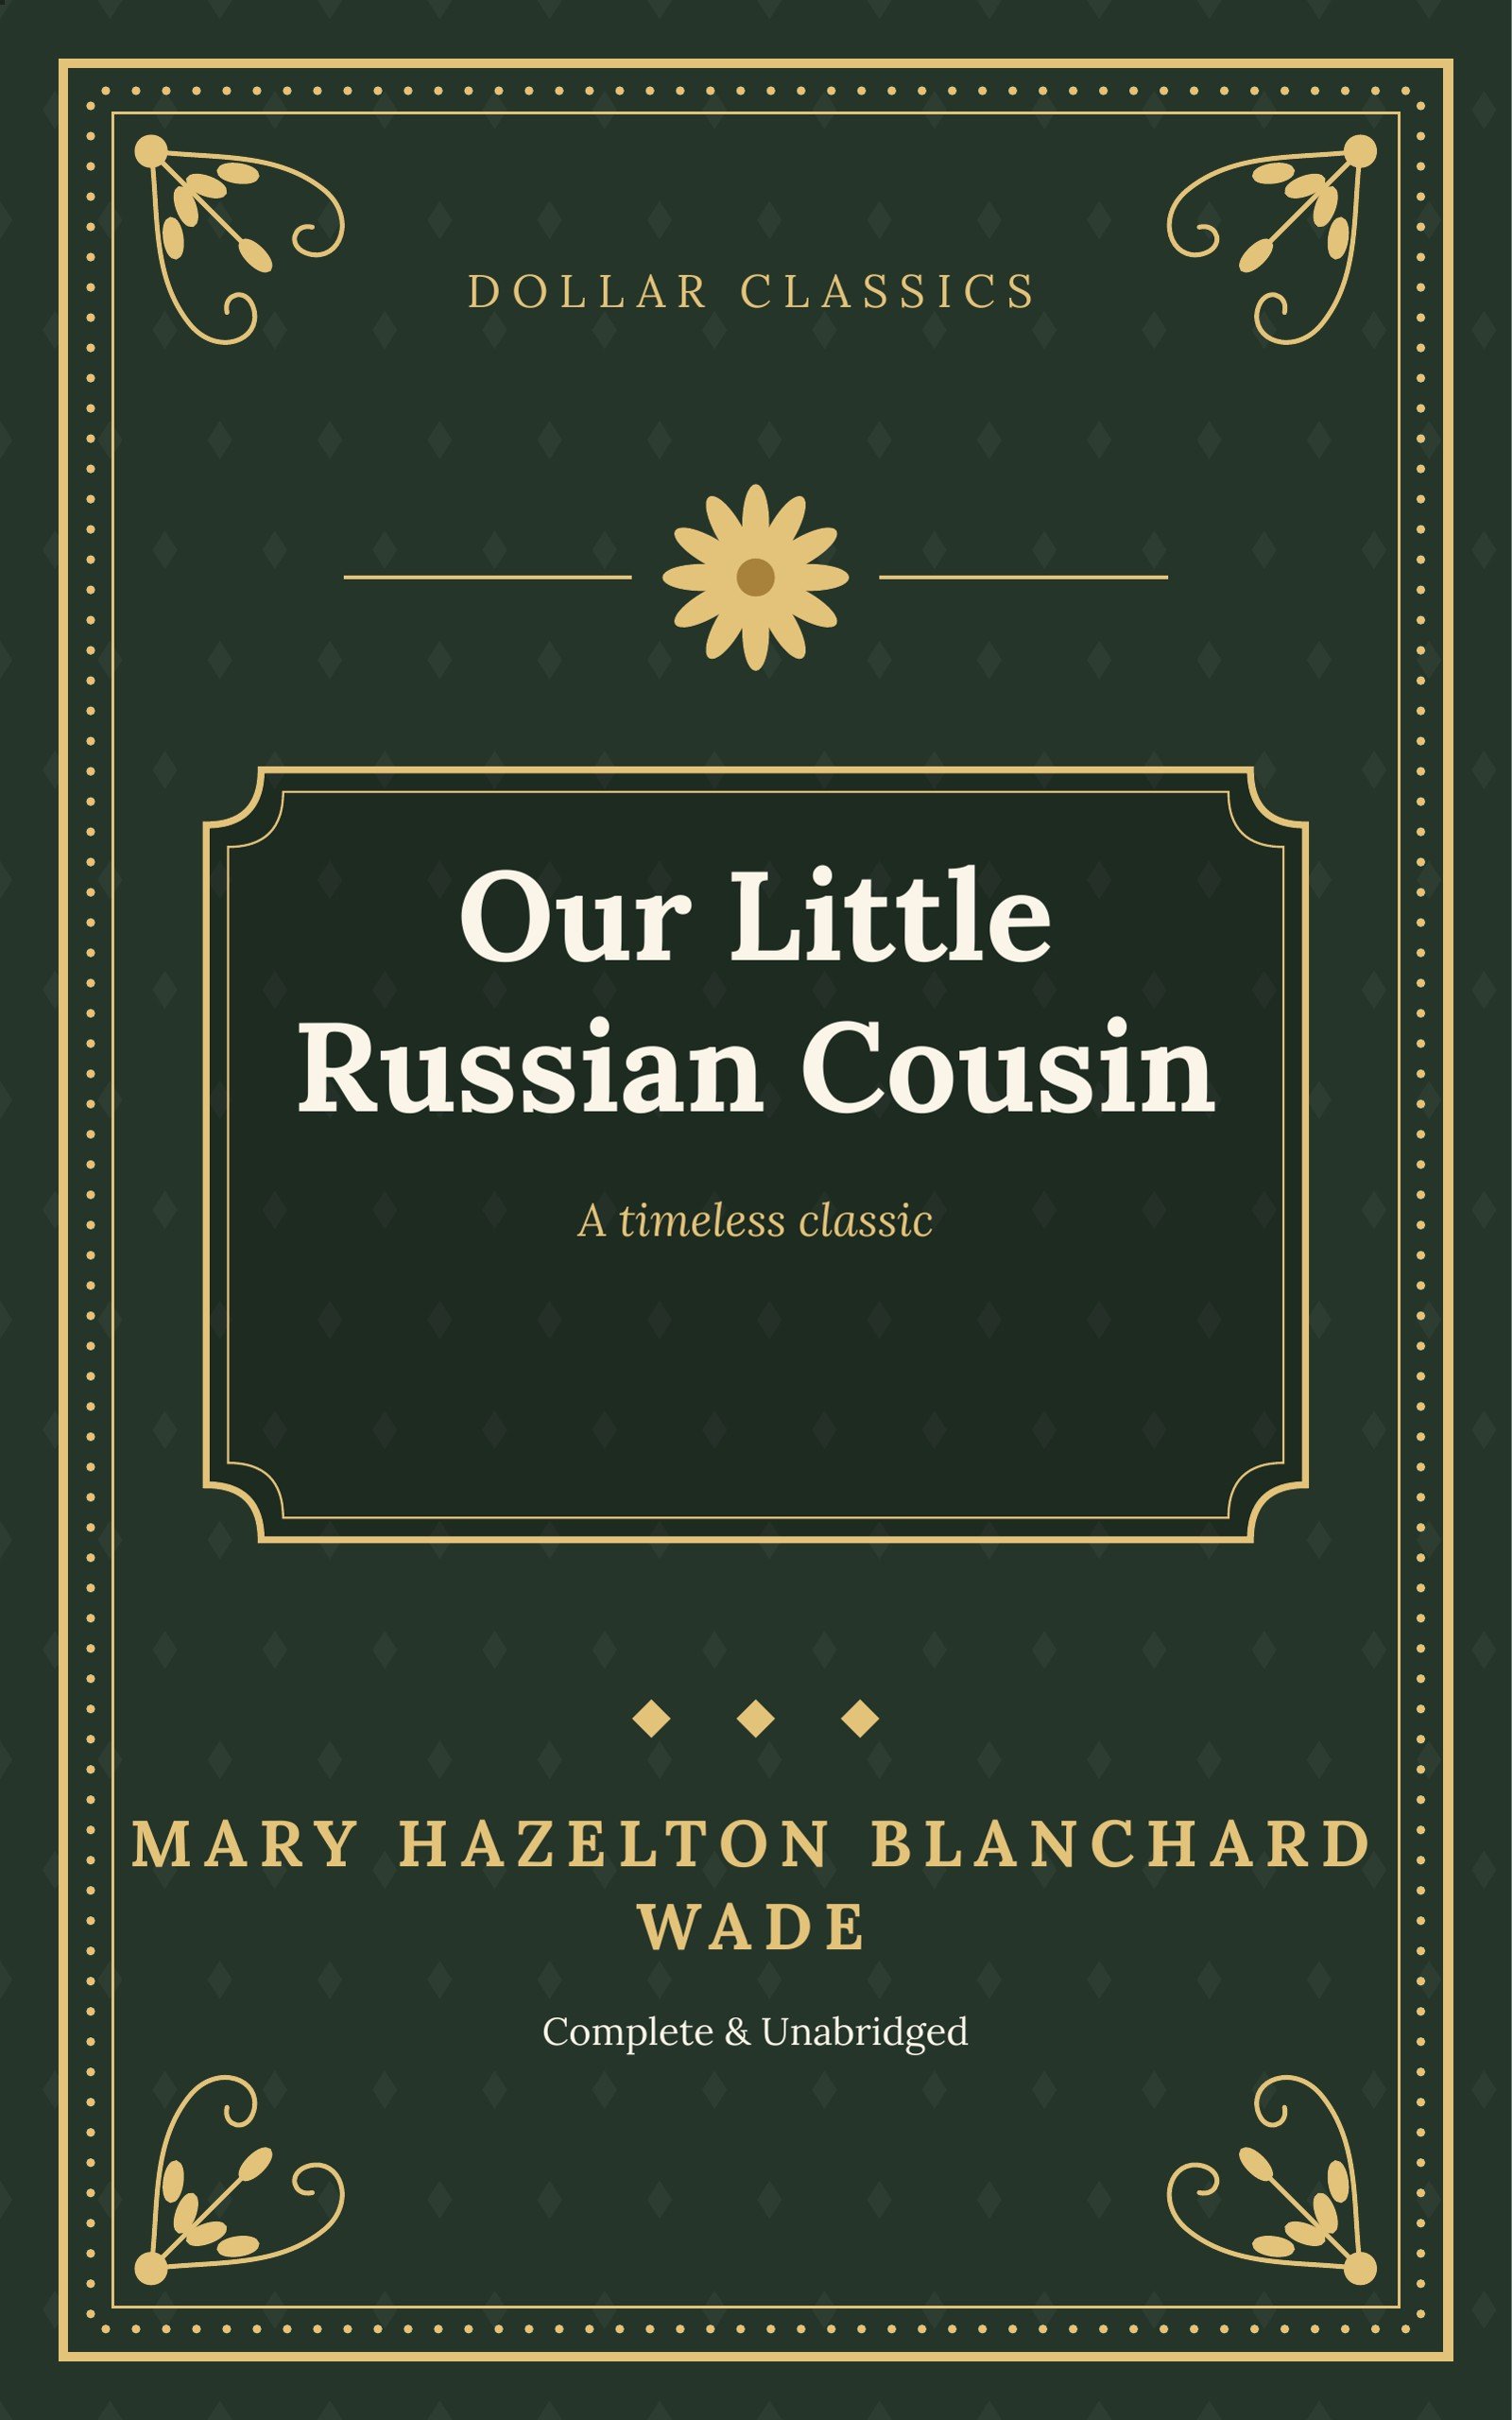 DOLLAR CLASSICS
Our Little
Russian Cousin
A timeless classic
MARY HAZELTON BLANCHARD
WADE
Complete & Unabridged